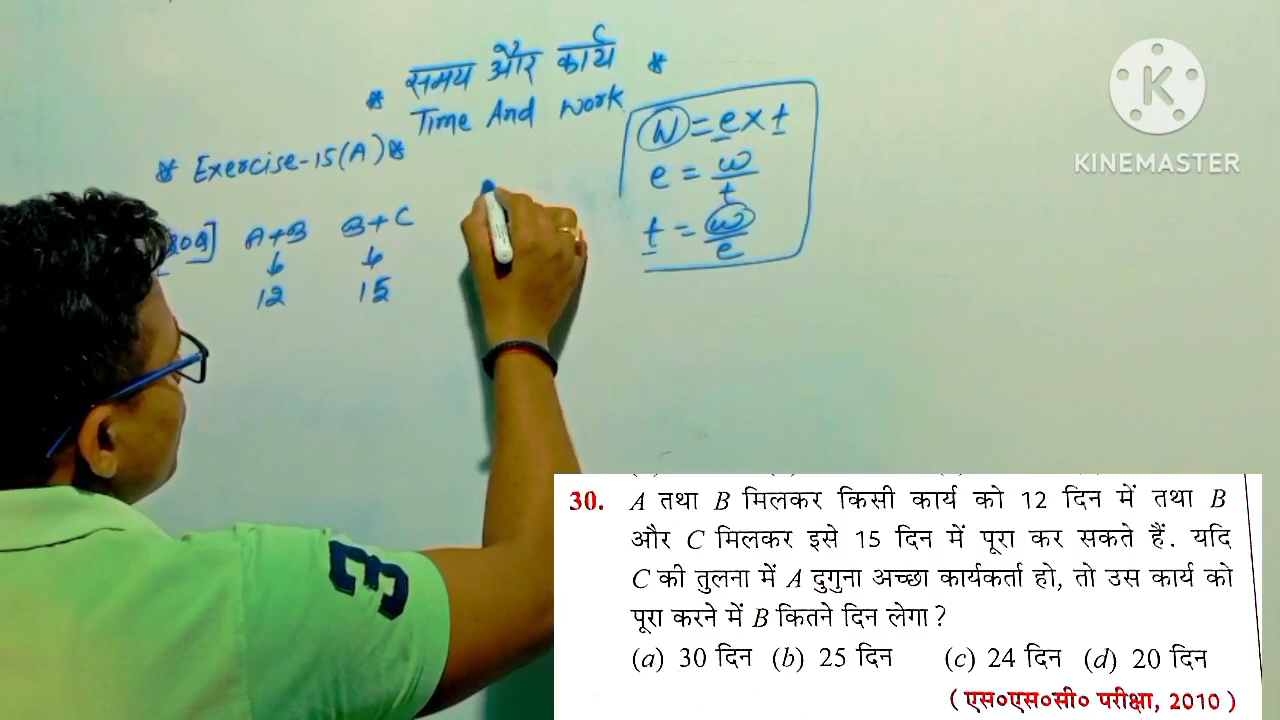 * समय और कार्य *
Time And Work
* Exercise-15(A) *
W = e x t
e = w/t
t = w/e
A+B B+C
12 15
KINEMASTER
30. A तथा B मिलकर किसी कार्य को 12 दिन में तथा B
और C मिलकर इसे 15 दिन में पूरा कर सकते हैं. यदि
C की तुलना में A दुगुना अच्छा कार्यकर्ता हो, तो उस कार्य को
पूरा करने में B कितने दिन लेगा ?
(a) 30 दिन (b) 25 दिन (c) 24 दिन (d) 20 दिन
( एस०एस०सी० परीक्षा, 2010 )